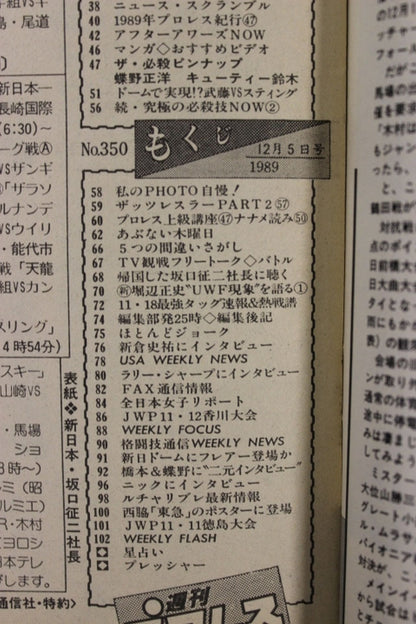 38 ニュース・スクランブル
40 1989年プロレス紀行㊼
42 アフターアワーズNOW
46 マンガ◇おすすめビデオ
47 ザ・必殺ピンナップ
蝶野正洋 キューティー鈴木
51 ドームで実現!?武藤VSスティング
56 続・究極の必殺技NOW②
No.350 もくじ 12月5日号
1989
58 私のPHOTO自慢!
59 ザッツレスラーPART2㊼
60 プロレス上級講座㊼ナナメ読み㊿
62 あぶない木曜日
66 5つの間違いさがし
67 TV観戦フリートーク◇バトル
68 帰国した坂口征二社長に聴く
70 新堀辺正史"UWF現象"を語る①
72 11・18最強タッグ速報&熱戦譜
74 編集部発25時◇編集後記
75 ほとんどジョーク
76 新倉史祐にインタビュー
78 USA WEEKLY NEWS
80 ラリー・シャープにインタビュー
82 FAX通信情報
84 全日本女子リポート
86 JWP11・12香川大会
88 WEEKLY FOCUS
90 格闘技通信WEEKLY NEWS
91 新日ドームにフレアー登場か
92 橋本&蝶野に"二元インタビュー"
96 ニックにインタビュー
98 ルチャリブレ最新情報
100 西脇「東急」のポスターに登場
101 JWP11・11徳島大会
102 WEEKLY FLASH
星占い
プレッシャー
表紙❖新日本・坂口征二社長
週刊
プロレス
島・尾道
新日本―
長崎国際
(6:30)～
ーグ戦Ⓐ
VSザンギ
「ザラソ
ルナンデ
VSウイリ
・能代市
戦「天龍
組VSカン
スリング」
4時54分)
スキー」
山崎VS
・馬場
ショ
8時～)
ルミ(昭
ルミエ)
R・木村
ヨロシ
日本テレ
します。
通信社・特約>